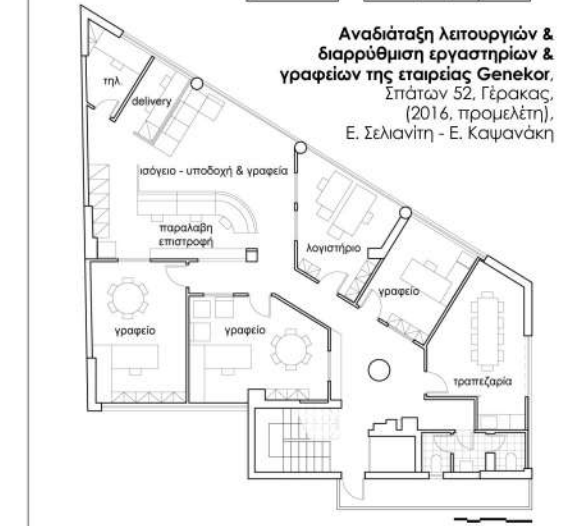 Αναδιάταξη λειτουργιών &
διαρρύθμιση εργαστηρίων &
γραφείων της εταιρείας Genekor,
Σπάτων 52, Γέρακας,
(2016, προμελέτη),
Ε. Σελιανίτη - Ε. Καψανάκη
τηλ.
delivery
ισόγειο - υποδοχή & γραφεία
παραλαβη
επιστροφή
λογιστήριο
γραφείο
γραφείο
γραφείο
τραπεζαρία